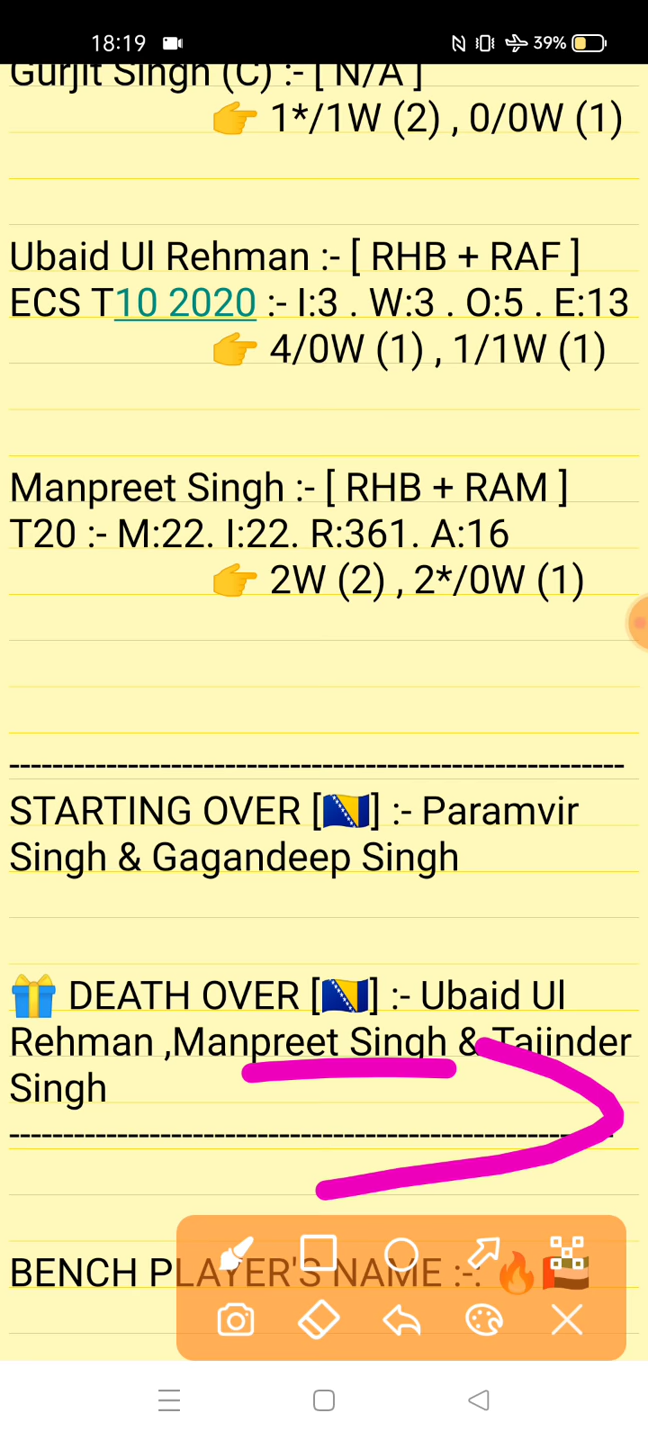 18:19 39%
Gurjit Singh (C) :- [ N/A ]
👉 1*/1W (2) , 0/0W (1)
Ubaid Ul Rehman :- [ RHB + RAF ]
ECS T10 2020 :- I:3 . W:3 . O:5 . E:13
👉 4/0W (1) , 1/1W (1)
Manpreet Singh :- [ RHB + RAM ]
T20 :- M:22. I:22. R:361. A:16
👉 2W (2) , 2*/0W (1)
------------------------------------------------------------
STARTING OVER [🇧🇦] :- Paramvir
Singh & Gagandeep Singh
🎁 DEATH OVER [🇧🇦] :- Ubaid Ul
Rehman ,Manpreet Singh & Tajinder
Singh
------------------------------------------------------------
BENCH PLAYER'S NAME :-: 🔥